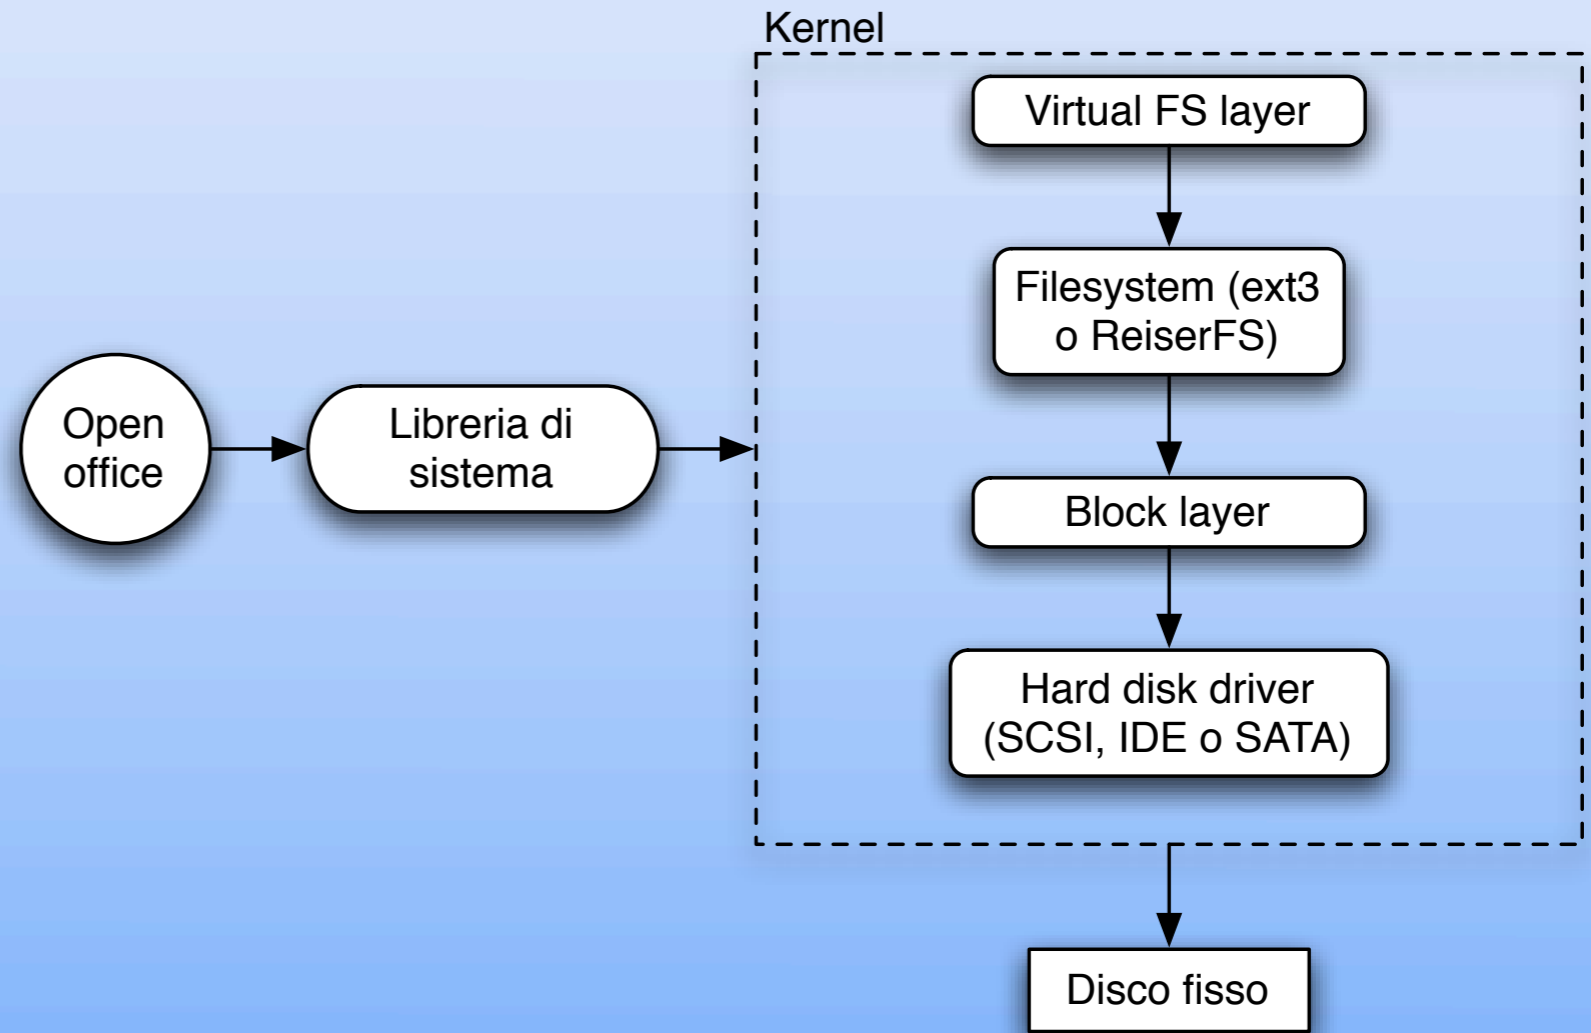 Kernel
Virtual FS layer
Filesystem (ext3
o ReiserFS)
Open
office
Libreria di
sistema
Block layer
Hard disk driver
(SCSI, IDE o SATA)
Disco fisso